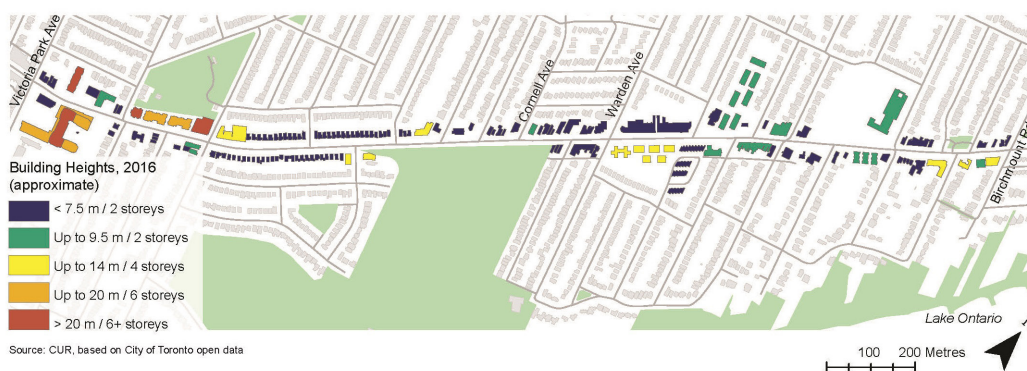 Victoria Park Ave
Cornell Ave
Warden Ave
Building Heights, 2016
(approximate)
< 7.5 m / 2 storeys
Up to 9.5 m / 2 storeys
Up to 14 m / 4 storeys
Up to 20 m / 6 storeys
> 20 m / 6+ storeys
Birchmount
Lake Ontario
Source: CUR, based on City of Toronto open data
100 200 Metres